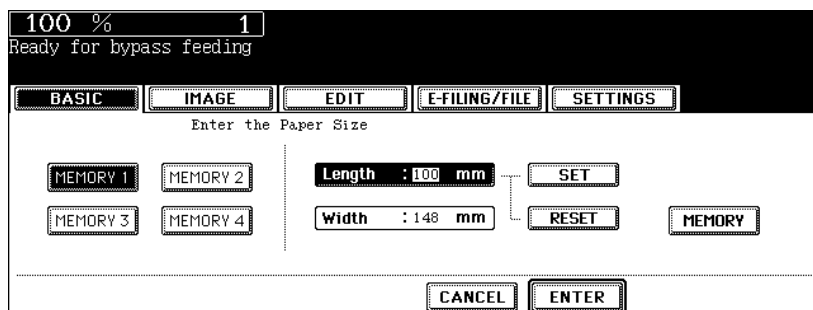 100 % 1
Ready for bypass feeding
BASIC IMAGE EDIT E-FILING/FILE SETTINGS
Enter the Paper Size
MEMORY 1 MEMORY 2 Length :100 mm SET
MEMORY 3 MEMORY 4 Width :148 mm RESET MEMORY
CANCEL ENTER